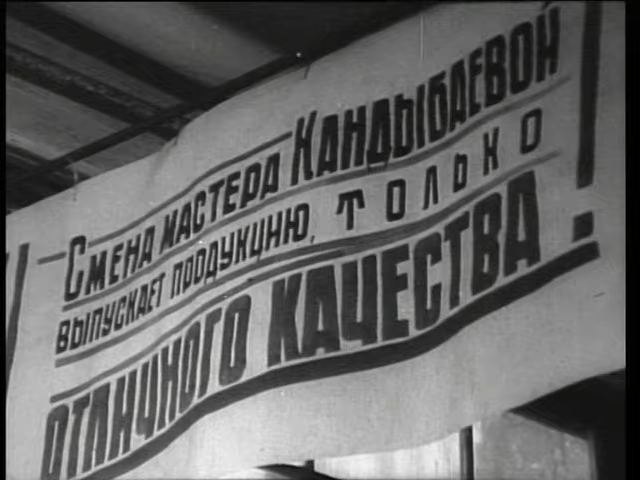 Смена мастера Кандыбаевой
выпускает продукцию, только
отличного качества!